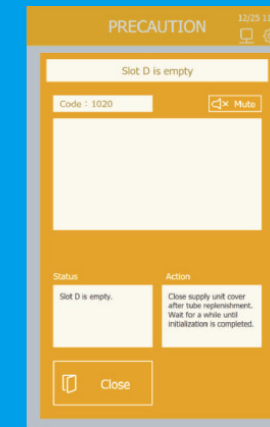 PRECAUTION
12/25
Slot D is empty
Code : 1020
Mute
Status
Action
Slot D is empty.
Close supply unit cover
after tube replenishment.
Wait for a while until
initialization is completed.
Close